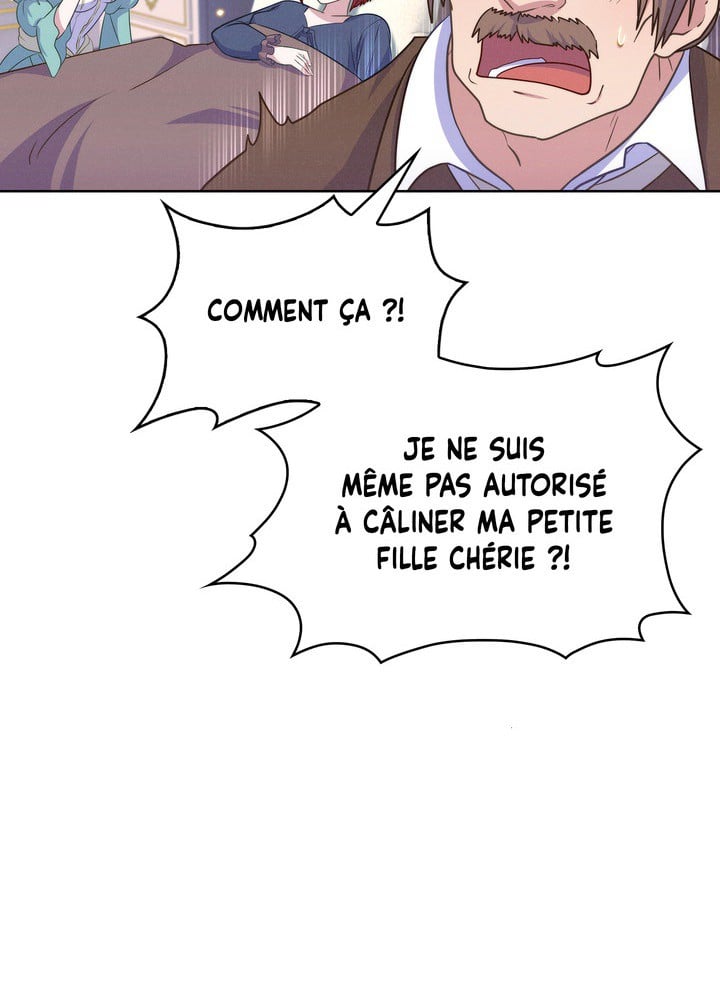 COMMENT ÇA ?!
JE NE SUIS
MÊME PAS AUTORISÉ
À CÂLINER MA PETITE
FILLE CHÉRIE ?!